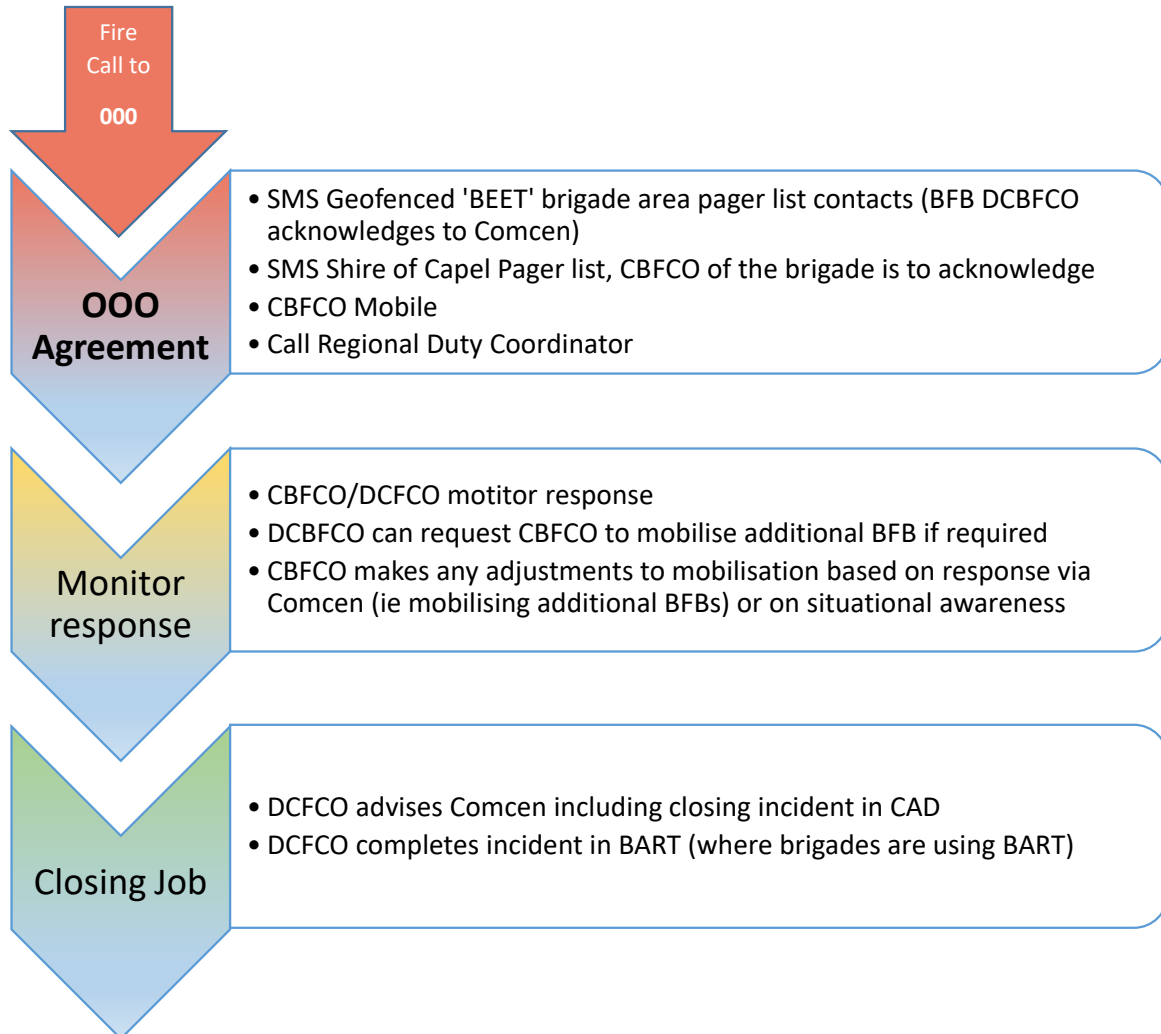 Fire
Call to
000
OOO
Agreement
• SMS Geofenced 'BEET' brigade area pager list contacts (BFB DCBFCO
acknowledges to Comcen)
• SMS Shire of Capel Pager list, CBFCO of the brigade is to acknowledge
• CBFCO Mobile
• Call Regional Duty Coordinator
Monitor
response
• CBFCO/DCFCO motitor response
• DCBFCO can request CBFCO to mobilise additional BFB if required
• CBFCO makes any adjustments to mobilisation based on response via
Comcen (ie mobilising additional BFBs) or on situational awareness
Closing Job
• DCFCO advises Comcen including closing incident in CAD
• DCFCO completes incident in BART (where brigades are using BART)